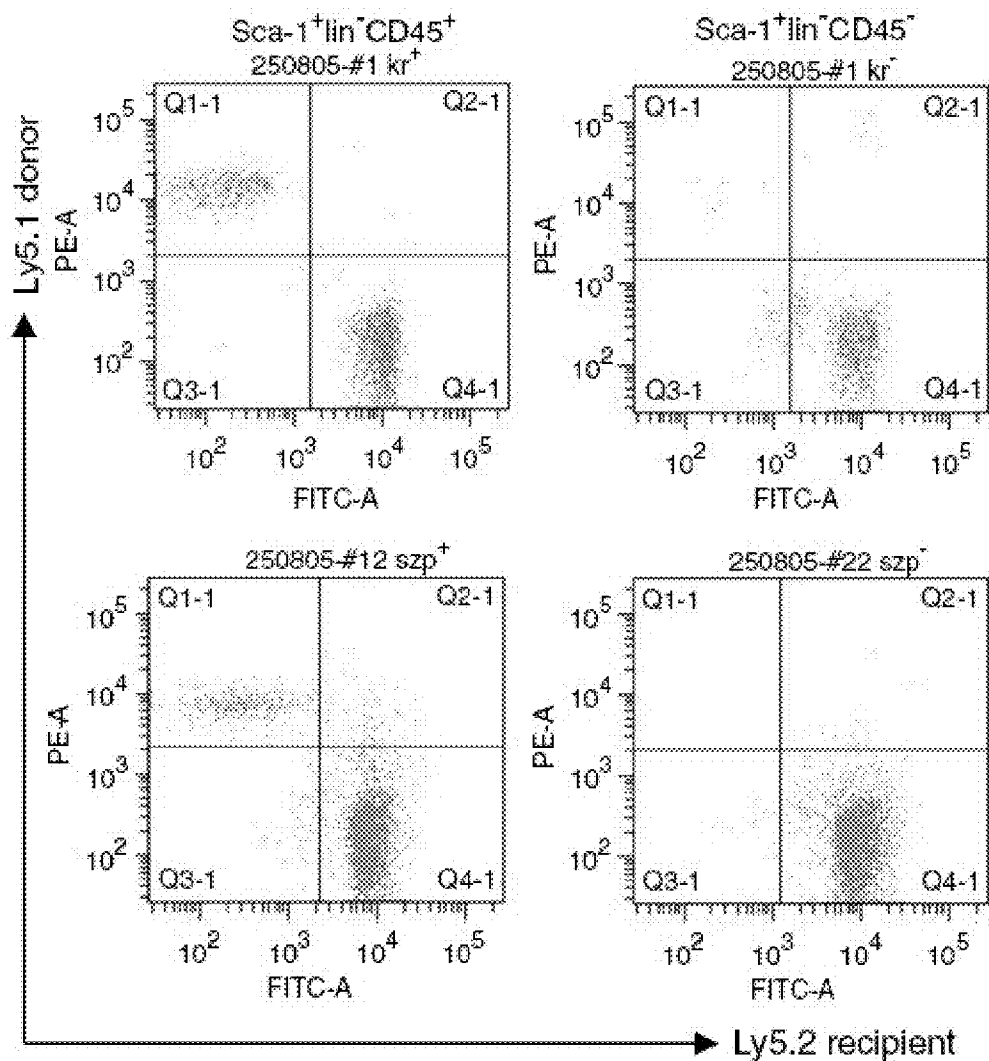 Sca-1⁺lin⁻CD45⁺
250805-#1 kr⁺
Q1-1 Q2-1
10⁵
10⁴
10³
10²
PE-A
Q3-1 Q4-1
10² 10³ 10⁴ 10⁵
FITC-A
Sca-1⁺lin⁻CD45⁻
250805-#1 kr⁻
Q1-1 Q2-1
10⁵
10⁴
10³
10²
PE-A
Q3-1 Q4-1
10² 10³ 10⁴ 10⁵
FITC-A
Ly5.1 donor
250805-#12 szp⁺
Q1-1 Q2-1
10⁵
10⁴
10³
10²
PE-A
Q3-1 Q4-1
10² 10³ 10⁴ 10⁵
FITC-A
250805-#22 szp⁻
Q1-1 Q2-1
10⁵
10⁴
10³
10²
PE-A
Q3-1 Q4-1
10² 10³ 10⁴ 10⁵
FITC-A
Ly5.2 recipient